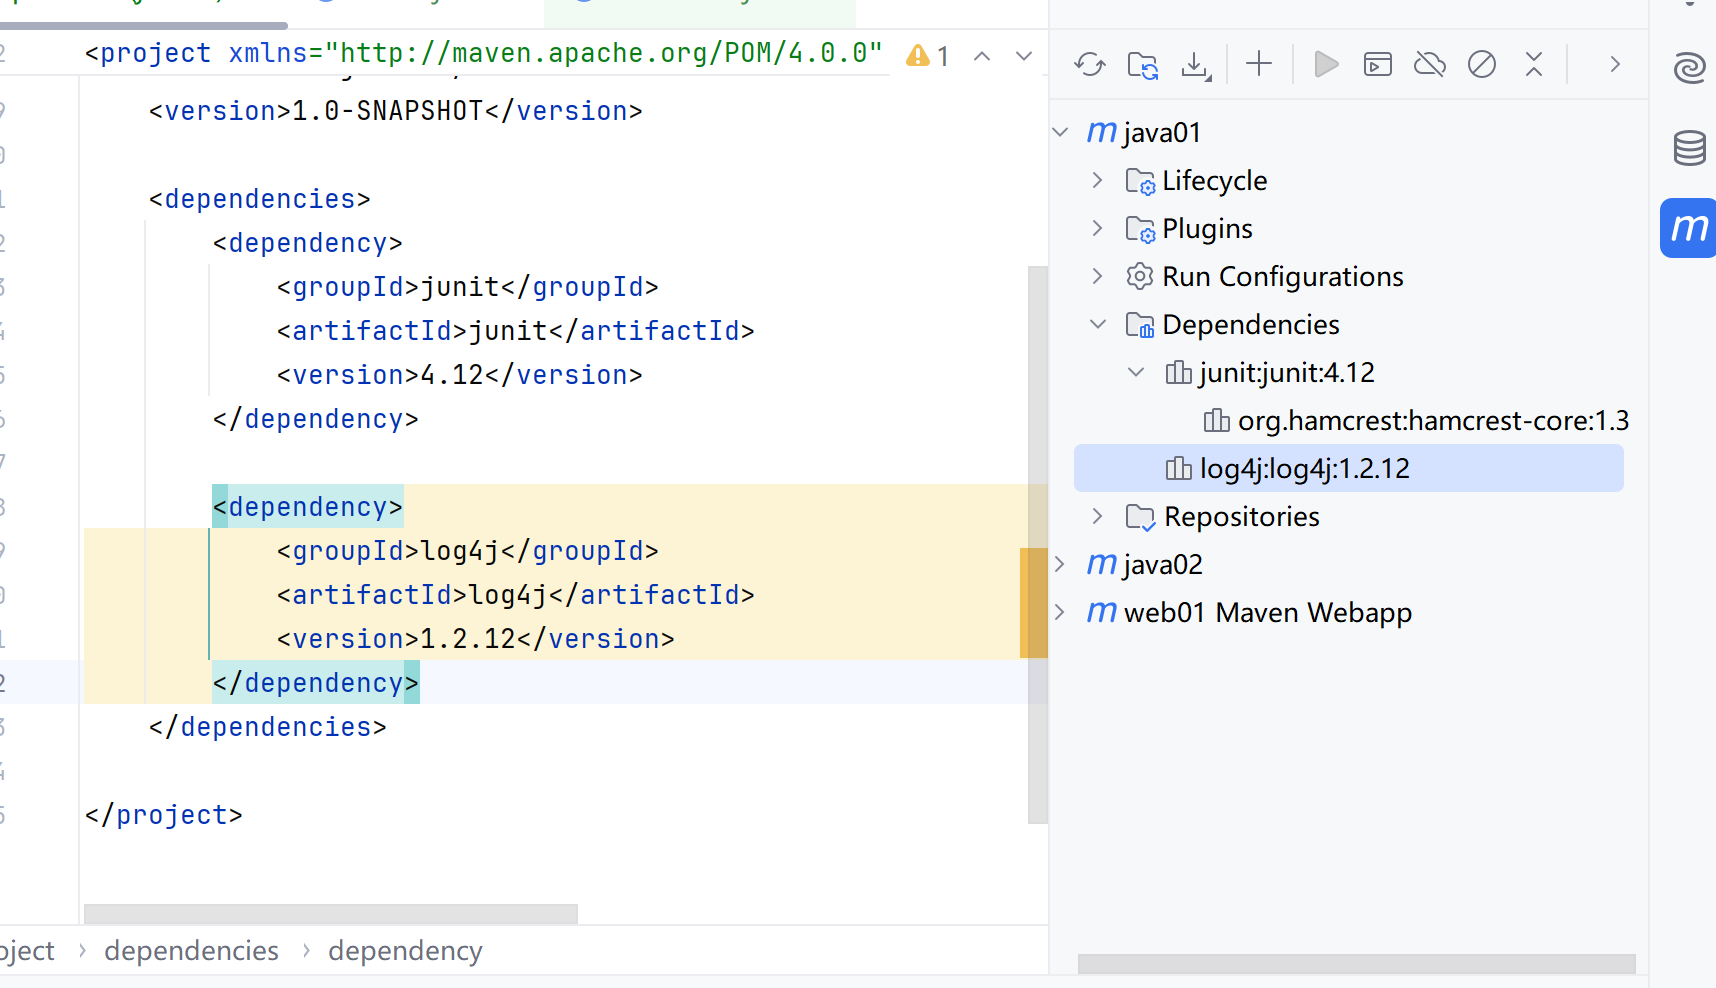 <project xmlns="http://maven.apache.org/POM/4.0.0"
1
<version>1.0-SNAPSHOT</version>
<dependencies>
<dependency>
<groupId>junit</groupId>
<artifactId>junit</artifactId>
<version>4.12</version>
</dependency>
<dependency>
<groupId>log4j</groupId>
<artifactId>log4j</artifactId>
<version>1.2.12</version>
</dependency>
</dependencies>
</project>
dependencies
dependency
m java01
Lifecycle
Plugins
Run Configurations
Dependencies
junit:junit:4.12
org.hamcrest:hamcrest-core:1.3
log4j:log4j:1.2.12
Repositories
m java02
m web01 Maven Webapp
m